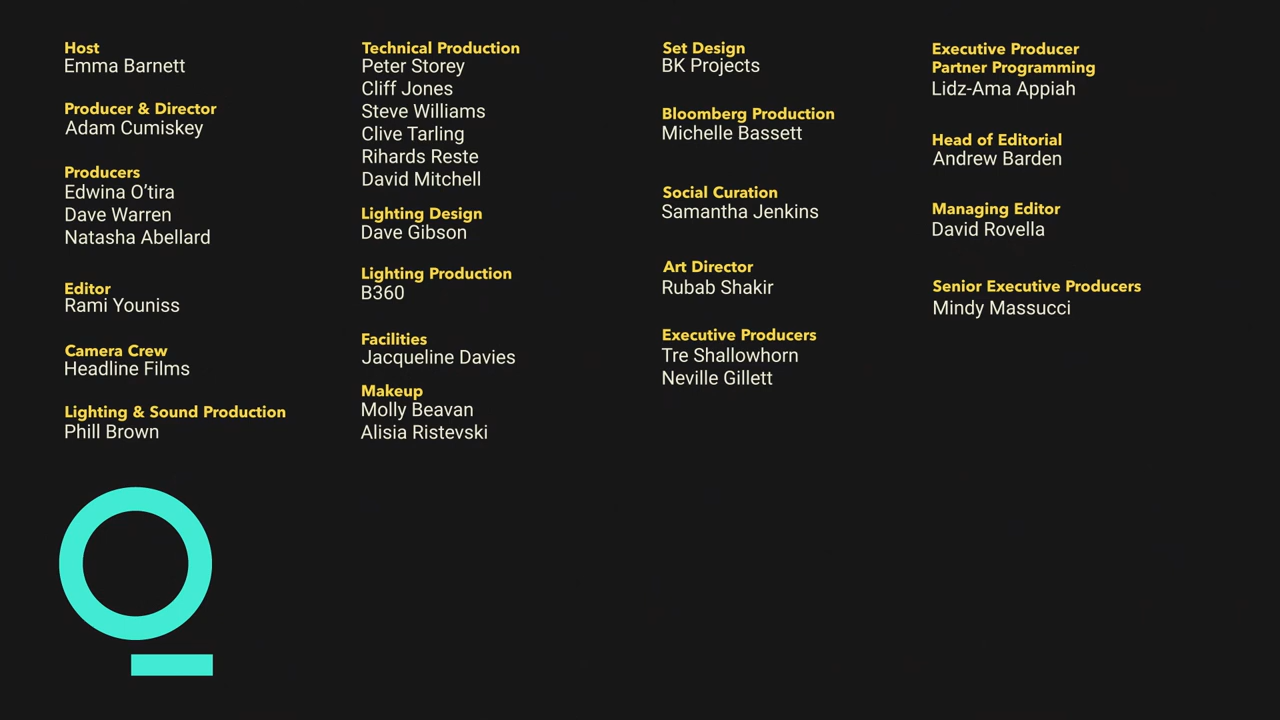 Host
Emma Barnett
Producer & Director
Adam Cumiskey
Producers
Edwina O’tira
Dave Warren
Natasha Abellard
Editor
Rami Youniss
Camera Crew
Headline Films
Lighting & Sound Production
Phill Brown
Technical Production
Peter Storey
Cliff Jones
Steve Williams
Clive Tarling
Rihards Reste
David Mitchell
Lighting Design
Dave Gibson
Lighting Production
B360
Facilities
Jacqueline Davies
Makeup
Molly Beavan
Alisia Ristevski
Set Design
BK Projects
Bloomberg Production
Michelle Bassett
Social Curation
Samantha Jenkins
Art Director
Rubab Shakir
Executive Producers
Tre Shallowhorn
Neville Gillett
Executive Producer
Partner Programming
Lidz-Ama Appiah
Head of Editorial
Andrew Barden
Managing Editor
David Rovella
Senior Executive Producers
Mindy Massucci